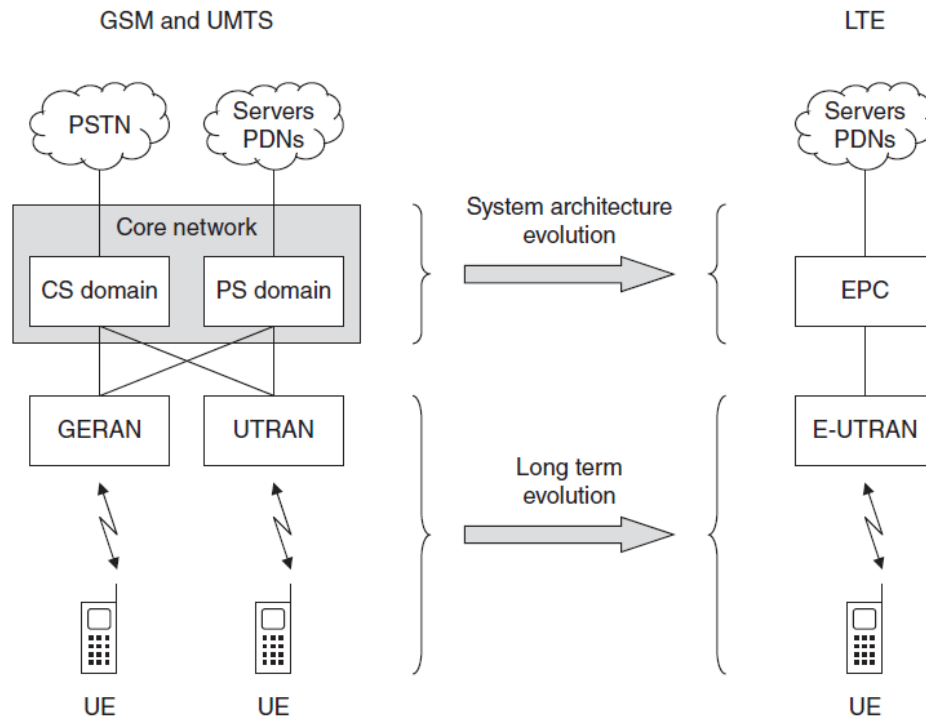 GSM and UMTS
LTE
PSTN
Servers
PDNs
Servers
PDNs
Core network
System architecture
evolution
CS domain
PS domain
EPC
GERAN
UTRAN
E-UTRAN
Long term
evolution
UE
UE
UE